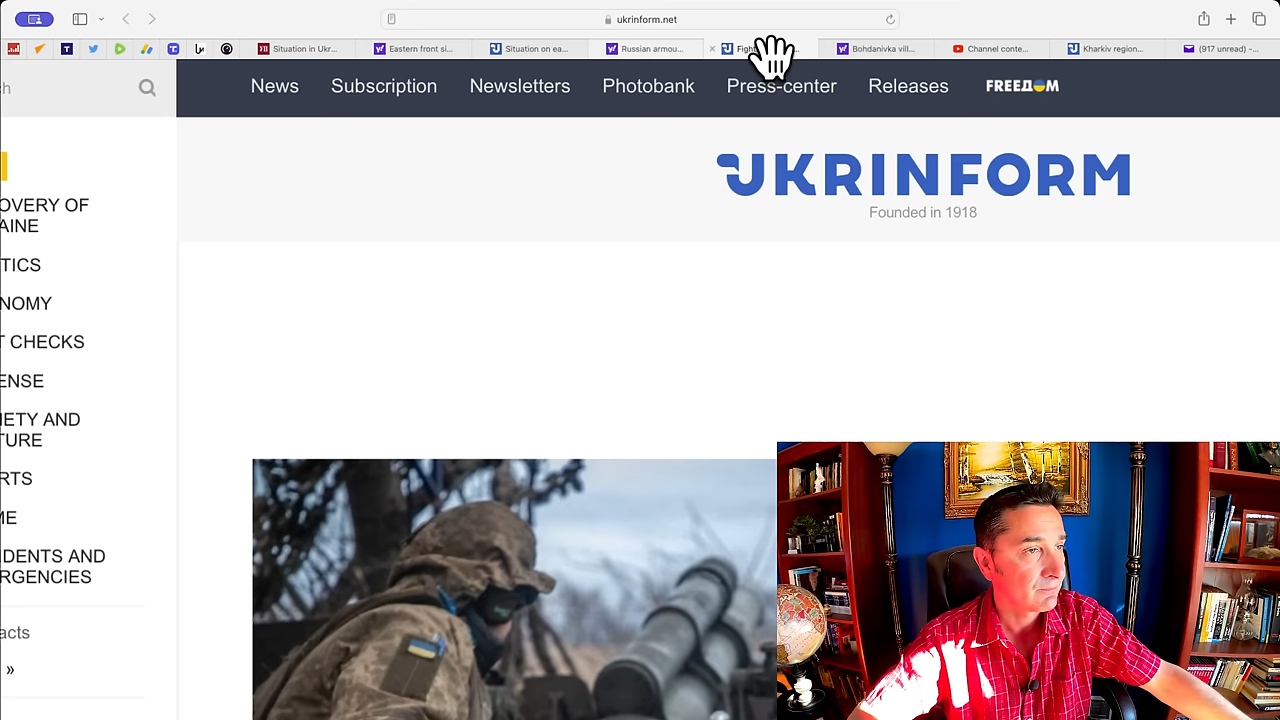 ukrinform.net
Situation in Ukr...
Eastern front si...
Situation on ea...
Russian armou...
Bohdanivka vill...
Channel conte...
Kharkiv region...
(917 unread) –...
News
Subscription
Newsletters
Photobank
Press-center
Releases
FREEДOM
UKRINFORM
Founded in 1918
OVERY OF
AINE
TICS
NOMY
T CHECKS
ENSE
IETY AND
TURE
RTS
ME
IDENTS AND
RGENCIES
acts
»